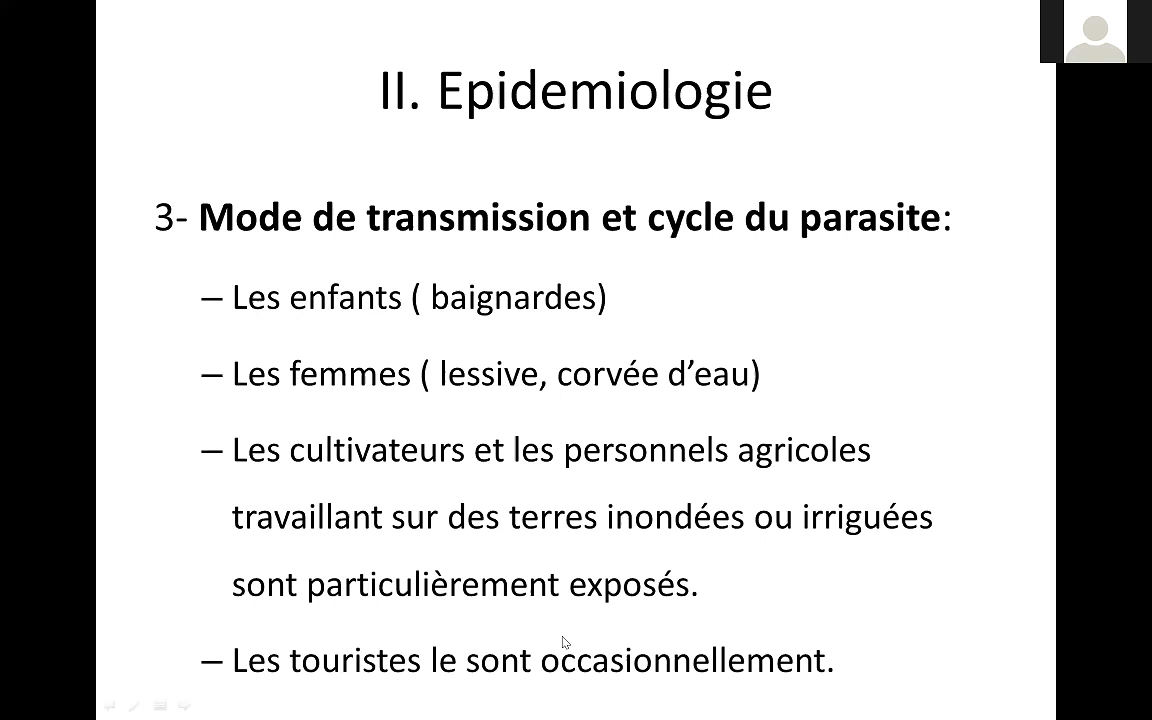 II. Epidemiologie
3- Mode de transmission et cycle du parasite:
– Les enfants ( baignardes)
– Les femmes ( lessive, corvée d’eau)
– Les cultivateurs et les personnels agricoles
travaillant sur des terres inondées ou irriguées
sont particulièrement exposés.
– Les touristes le sont occasionnellement.